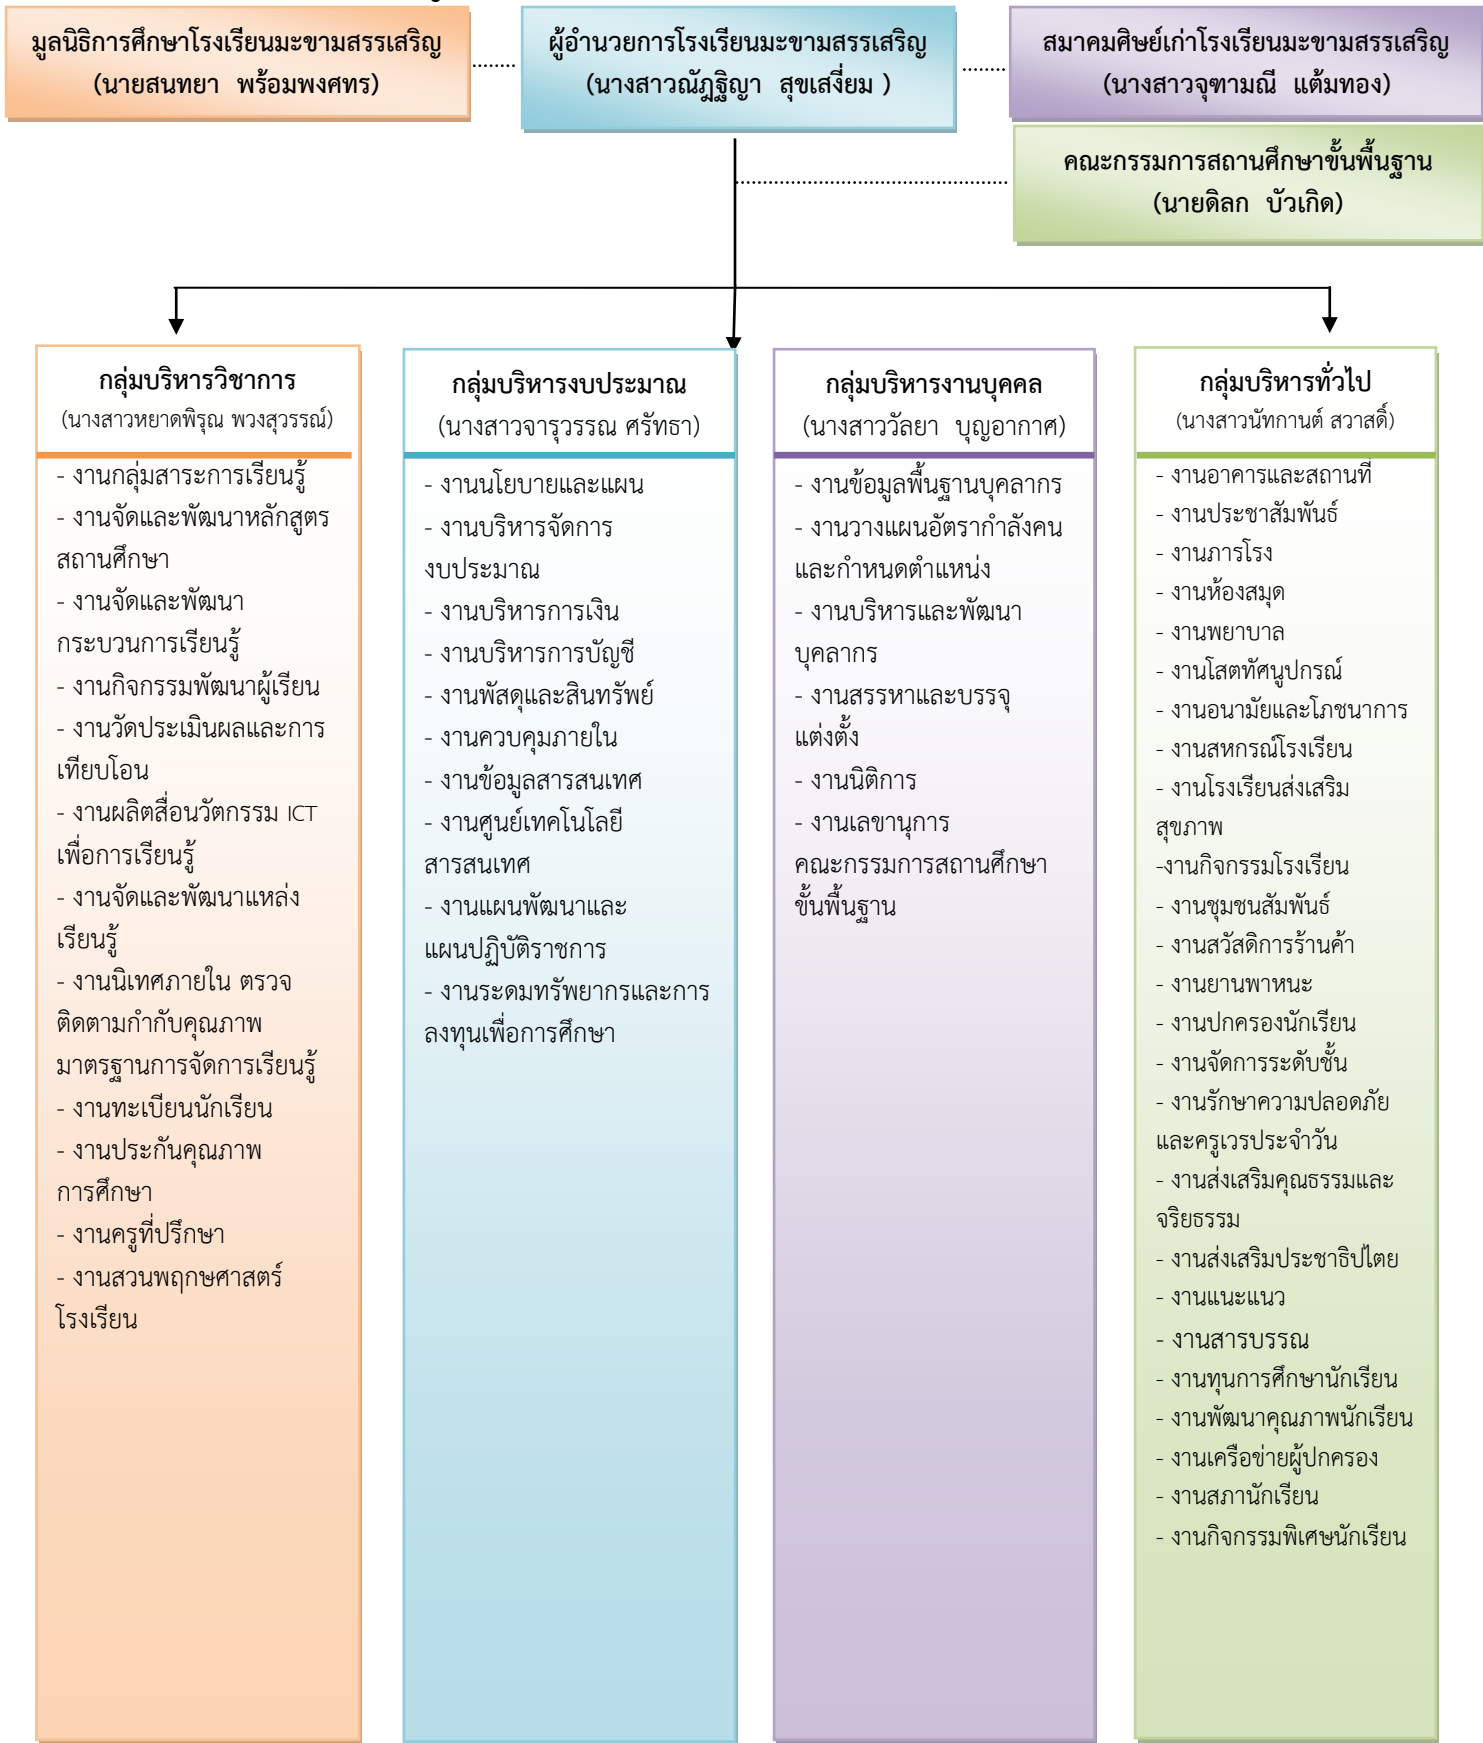 มูลนิธิการศึกษาโรงเรียนมะขามสรรเสริญ
(นายสนทยา พร้อมพงศทร)
ผู้อำนวยการโรงเรียนมะขามสรรเสริญ
(นางสาวณัฎฐิญา สุขเสงี่ยม )
สมาคมศิษย์เก่าโรงเรียนมะขามสรรเสริญ
(นางสาวจุฑามณี แต้มทอง)
คณะกรรมการสถานศึกษาขั้นพื้นฐาน
(นายดิลก บัวเกิด)
กลุ่มบริหารวิชาการ
(นางสาวหยาดพิรุณ พวงสุวรรณ์)
- งานกลุ่มสาระการเรียนรู้
- งานจัดและพัฒนาหลักสูตร
สถานศึกษา
- งานจัดและพัฒนา
กระบวนการเรียนรู้
- งานกิจกรรมพัฒนาผู้เรียน
- งานวัดประเมินผลและการ
เทียบโอน
- งานผลิตสื่อนวัตกรรม ICT
เพื่อการเรียนรู้
- งานจัดและพัฒนาแหล่ง
เรียนรู้
- งานนิเทศภายใน ตรวจ
ติดตามกำกับคุณภาพ
มาตรฐานการจัดการเรียนรู้
- งานทะเบียนนักเรียน
- งานประกันคุณภาพ
การศึกษา
- งานครูที่ปรึกษา
- งานสวนพฤกษศาสตร์
โรงเรียน
กลุ่มบริหารงบประมาณ
(นางสาวจารุวรรณ ศรัทธา)
- งานนโยบายและแผน
- งานบริหารจัดการ
งบประมาณ
- งานบริหารการเงิน
- งานบริหารการบัญชี
- งานพัสดุและสินทรัพย์
- งานควบคุมภายใน
- งานข้อมูลสารสนเทศ
- งานศูนย์เทคโนโลยี
สารสนเทศ
- งานแผนพัฒนาและ
แผนปฏิบัติราชการ
- งานระดมทรัพยากรและการ
ลงทุนเพื่อการศึกษา
กลุ่มบริหารงานบุคคล
(นางสาววัลยา บุญอากาศ)
- งานข้อมูลพื้นฐานบุคลากร
- งานวางแผนอัตรากำลังคน
และกำหนดตำแหน่ง
- งานบริหารและพัฒนา
บุคลากร
- งานสรรหาและบรรจุ
แต่งตั้ง
- งานนิติการ
- งานเลขานุการ
คณะกรรมการสถานศึกษา
ขั้นพื้นฐาน
กลุ่มบริหารทั่วไป
(นางสาวนัทกานต์ สวาสดิ์)
- งานอาคารและสถานที่
- งานประชาสัมพันธ์
- งานภารโรง
- งานห้องสมุด
- งานพยาบาล
- งานโสตทัศนูปกรณ์
- งานอนามัยและโภชนาการ
- งานสหกรณ์โรงเรียน
- งานโรงเรียนส่งเสริม
สุขภาพ
-งานกิจกรรมโรงเรียน
- งานชุมชนสัมพันธ์
- งานสวัสดิการร้านค้า
- งานยานพาหนะ
- งานปกครองนักเรียน
- งานจัดการระดับชั้น
- งานรักษาความปลอดภัย
และครูเวรประจำวัน
- งานส่งเสริมคุณธรรมและ
จริยธรรม
- งานส่งเสริมประชาธิปไตย
- งานแนะแนว
- งานสารบรรณ
- งานทุนการศึกษานักเรียน
- งานพัฒนาคุณภาพนักเรียน
- งานเครือข่ายผู้ปกครอง
- งานสภานักเรียน
- งานกิจกรรมพิเศษนักเรียน